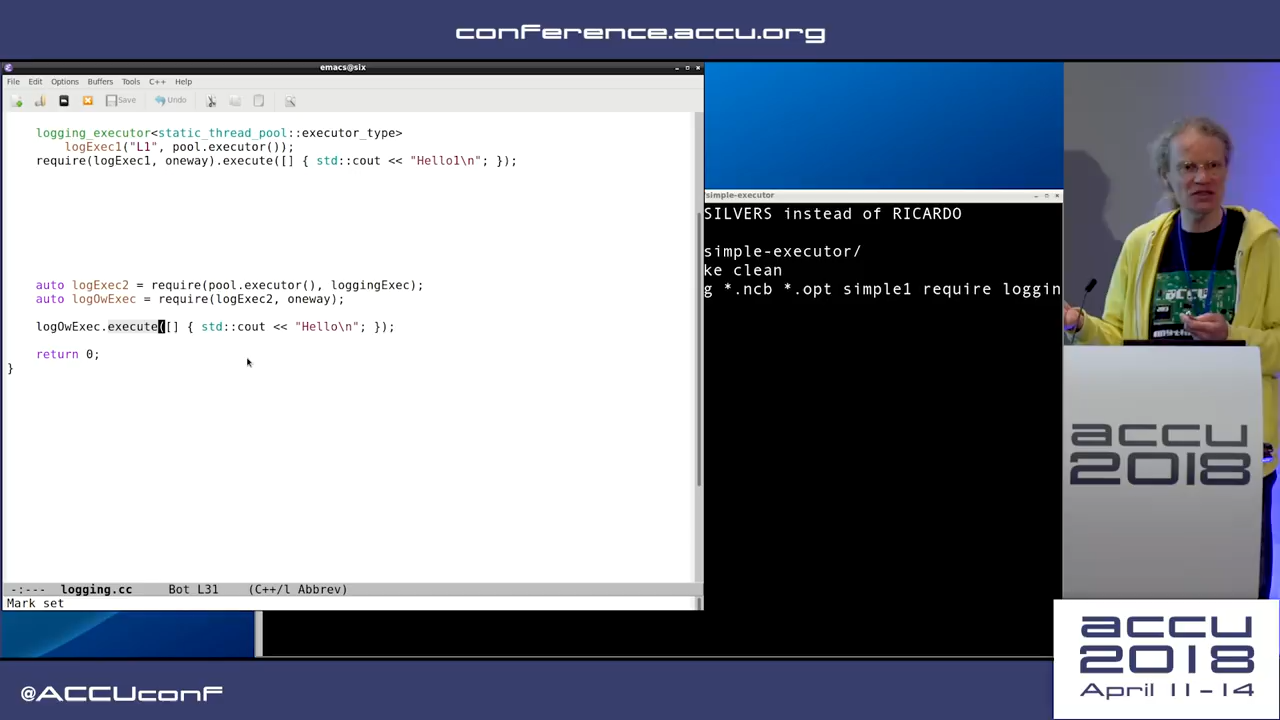 conference.accu.org
emacs@six
File Edit Options Buffers Tools C++ Help
Save Undo
logging_executor<static_thread_pool::executor_type>
logExec1("L1", pool.executor());
require(logExec1, oneway).execute([] { std::cout << "Hello1\n"; });
auto logExec2 = require(pool.executor(), loggingExec);
auto logOwExec = require(logExec2, oneway);
logOwExec.execute([] { std::cout << "Hello\n"; });
return 0;
}
-:--- logging.cc Bot L31 (C++/l Abbrev)
Mark set
/simple-executor
SILVERS instead of RICARDO
simple-executor/
ke clean
g *.ncb *.opt simple1 require loggin
accu
2018
accu
2018
April 11-14
@ACCUConf